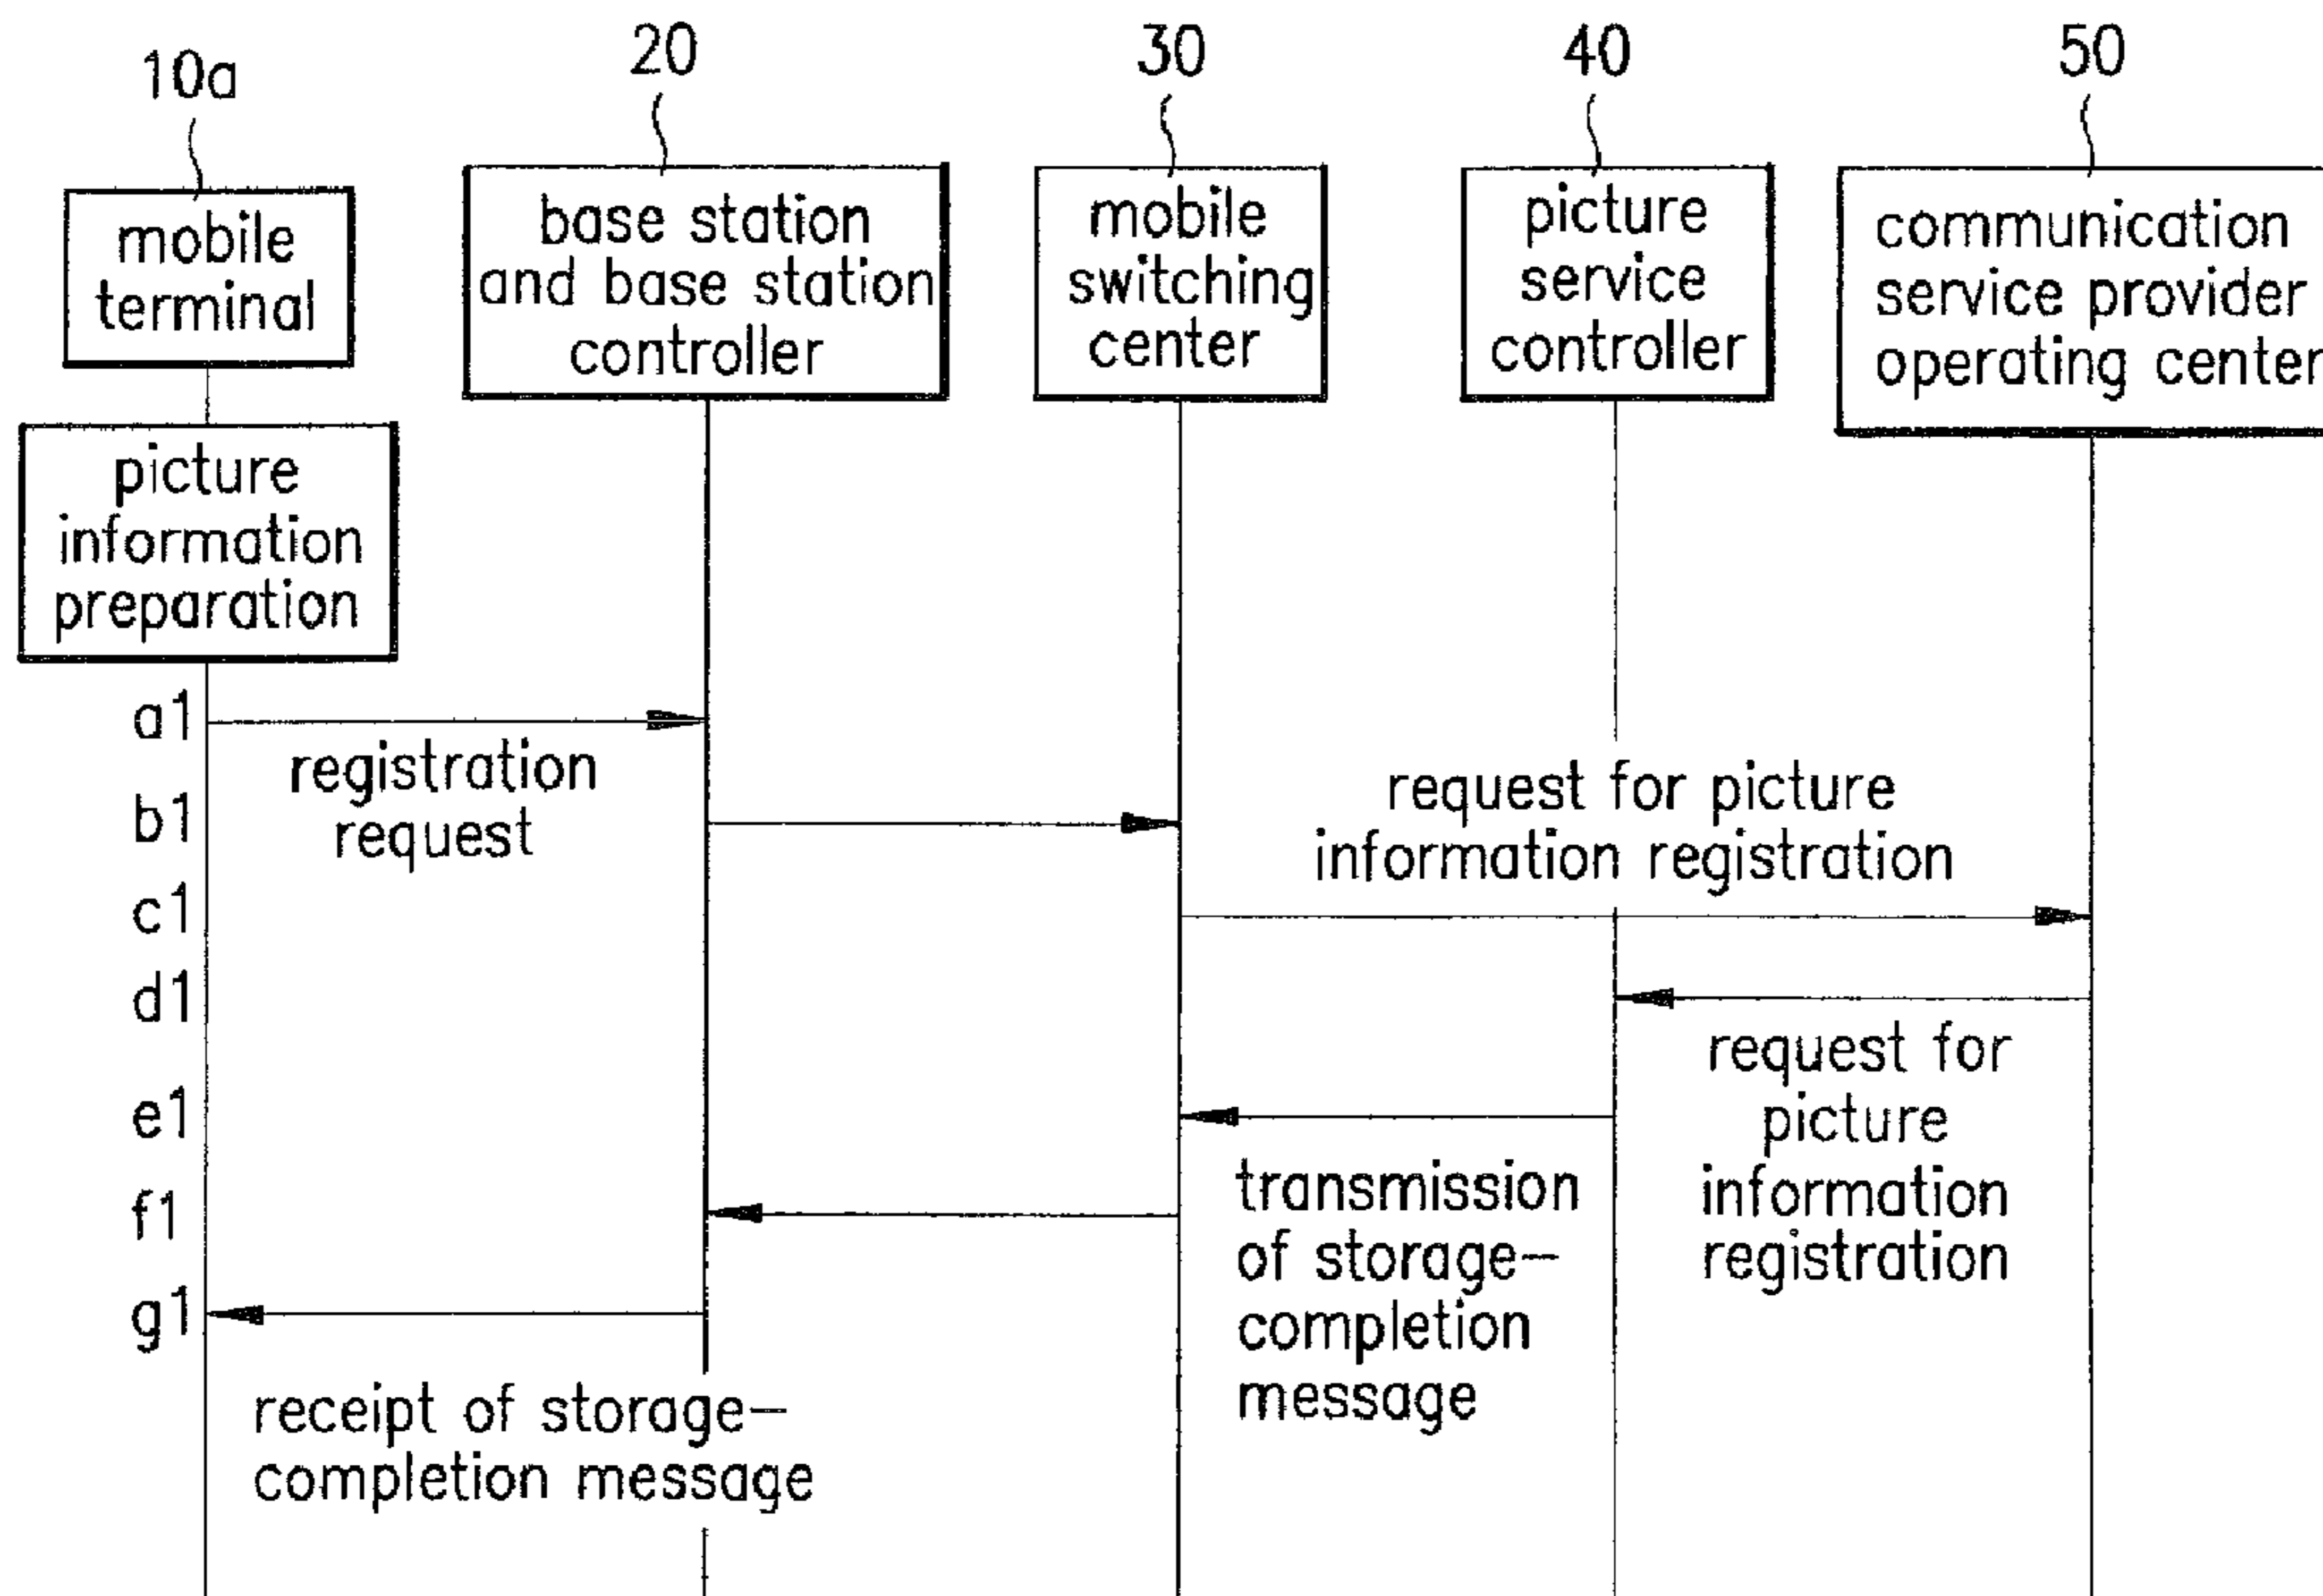 10a
20
30
40
50
mobile
terminal
base station
and base station
controller
mobile
switching
center
picture
service
controller
communication
service provider
operating center
picture
information
preparation
a1
registration
request
b1
request for picture
information registration
c1
d1
request for
picture
information
registration
e1
transmission
of storage-
completion
message
f1
g1
receipt of storage-
completion message